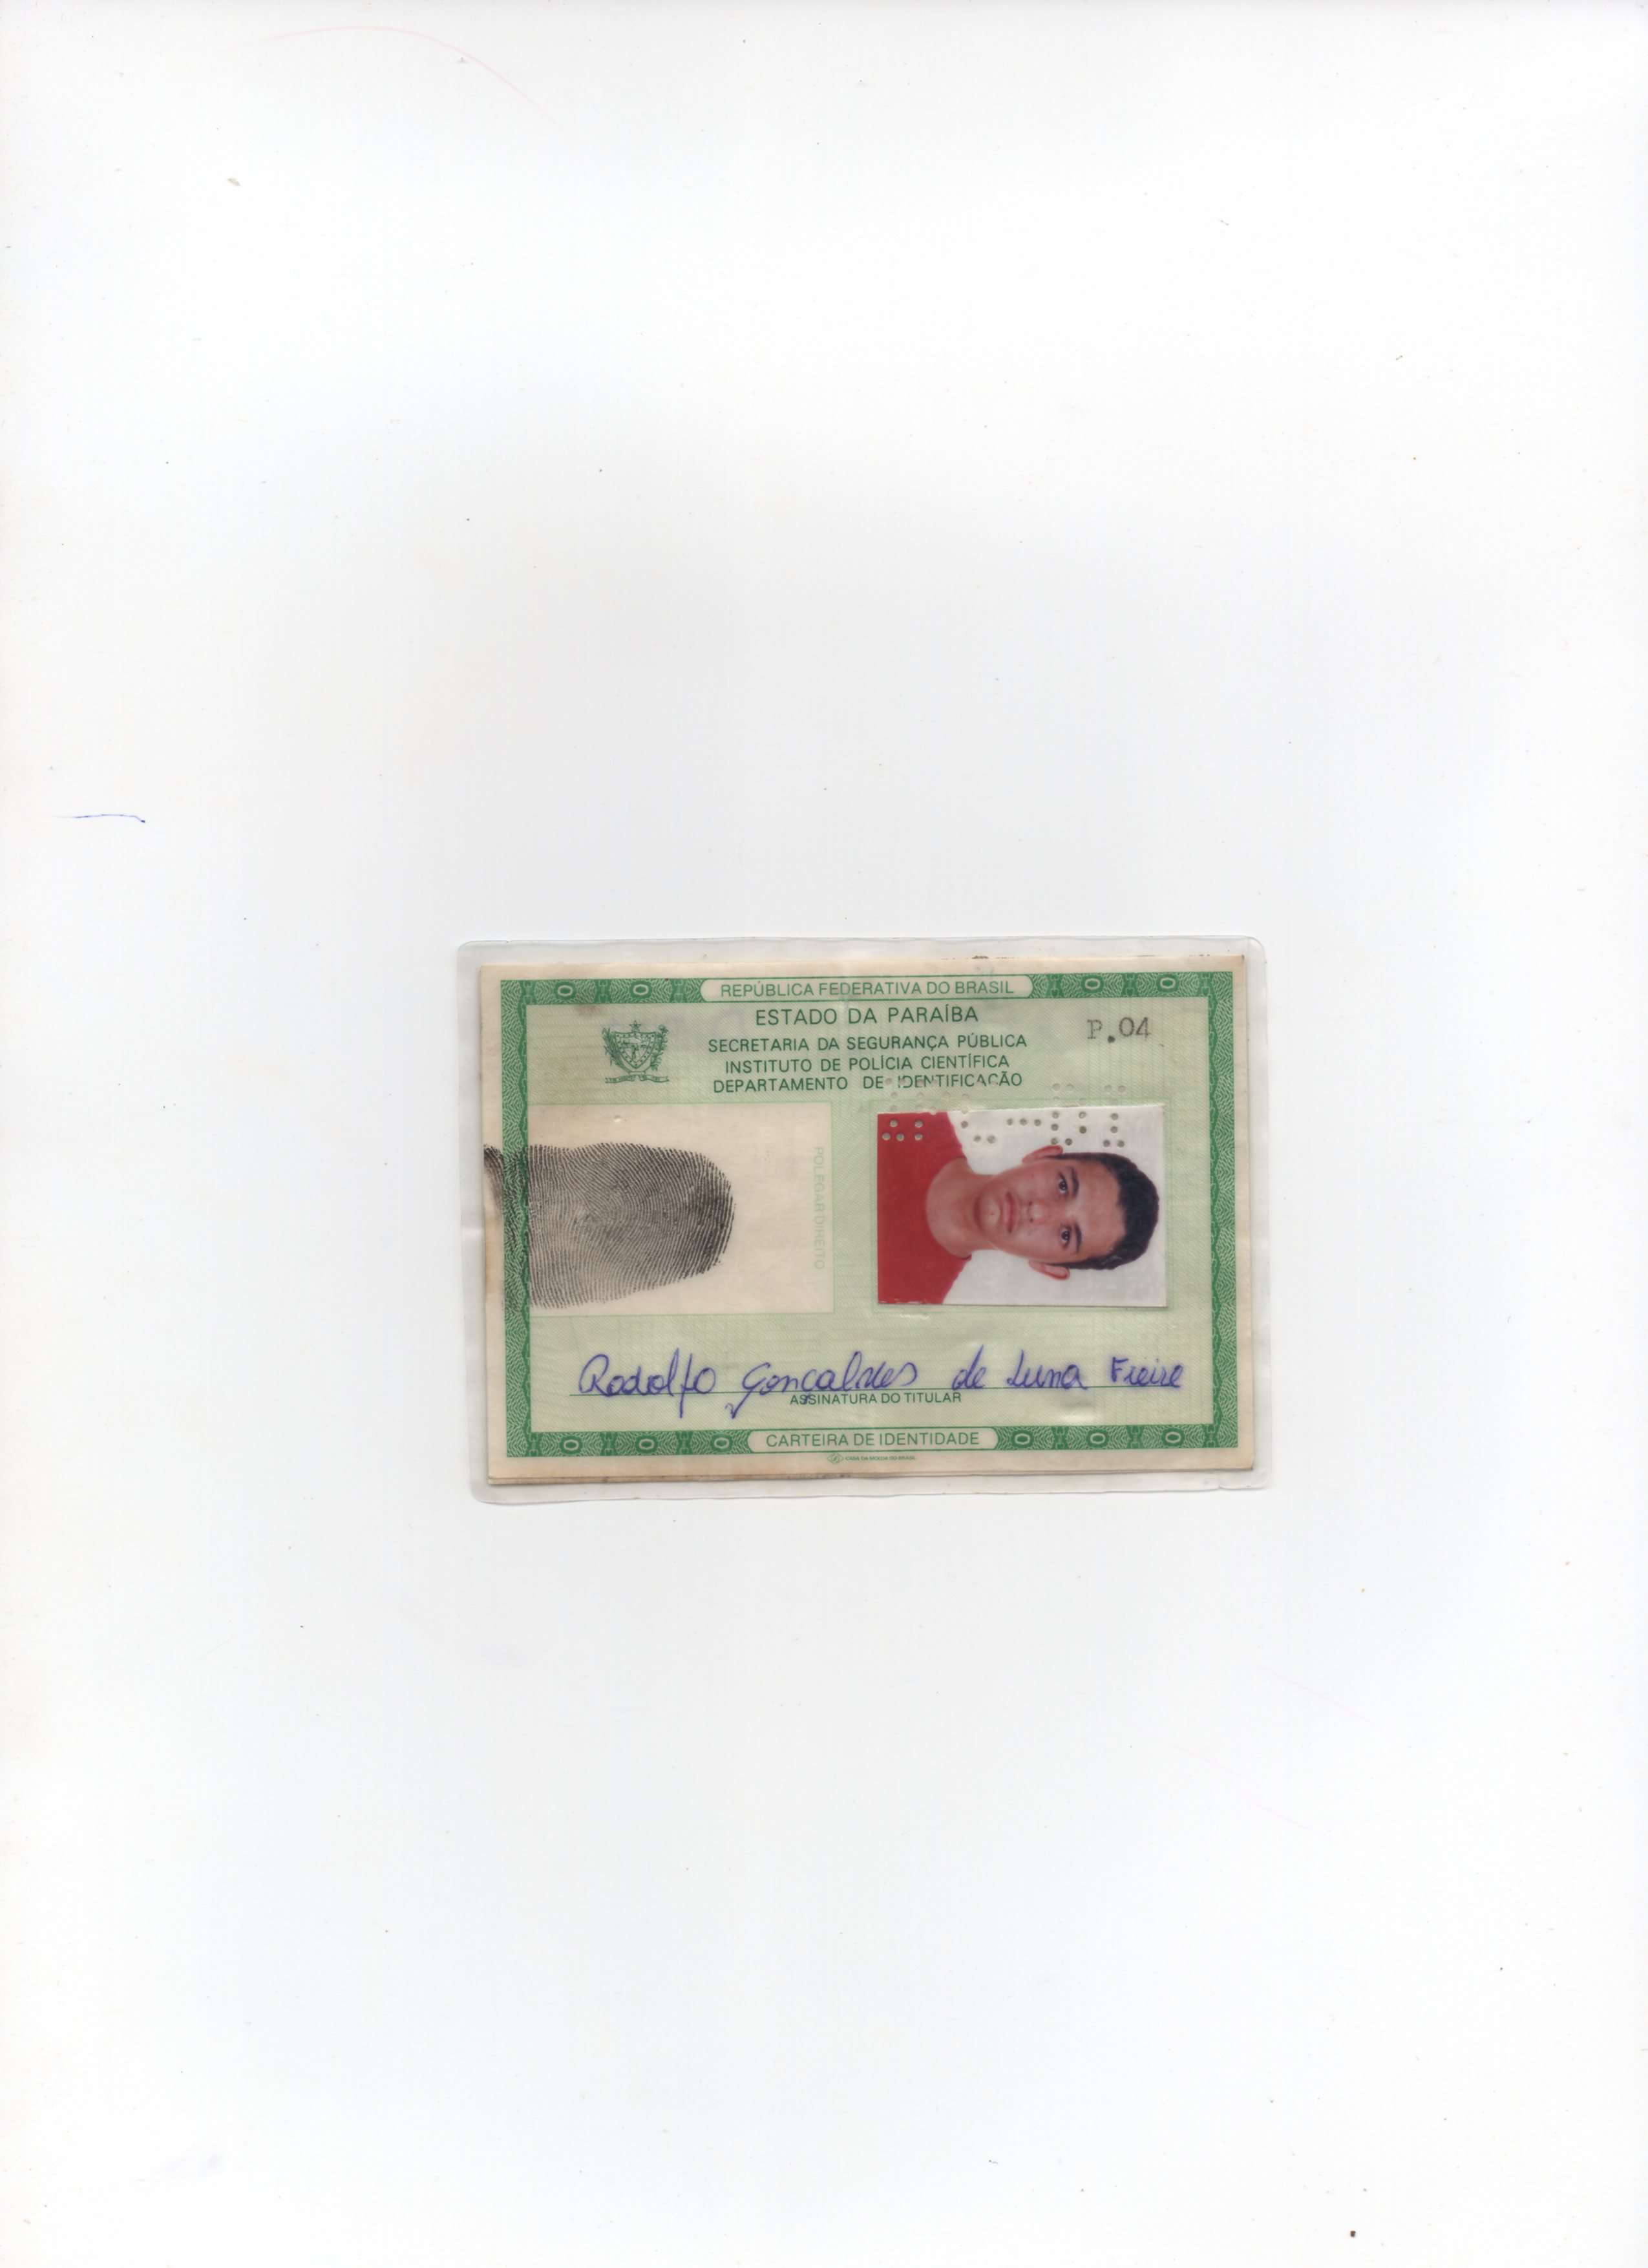 REPÚBLICA FEDERATIVA DO BRASIL
ESTADO DA PARAÍBA
P.04
SECRETARIA DA SEGURANÇA PÚBLICA
INSTITUTO DE POLÍCIA CIENTÍFICA
DEPARTAMENTO DE IDENTIFICAÇÃO
POLEGAR DIREITO
Rodolfo Gonçalves de Luna Freire
ASSINATURA DO TITULAR
CARTEIRA DE IDENTIDADE
CASA DA MOEDA DO BRASIL